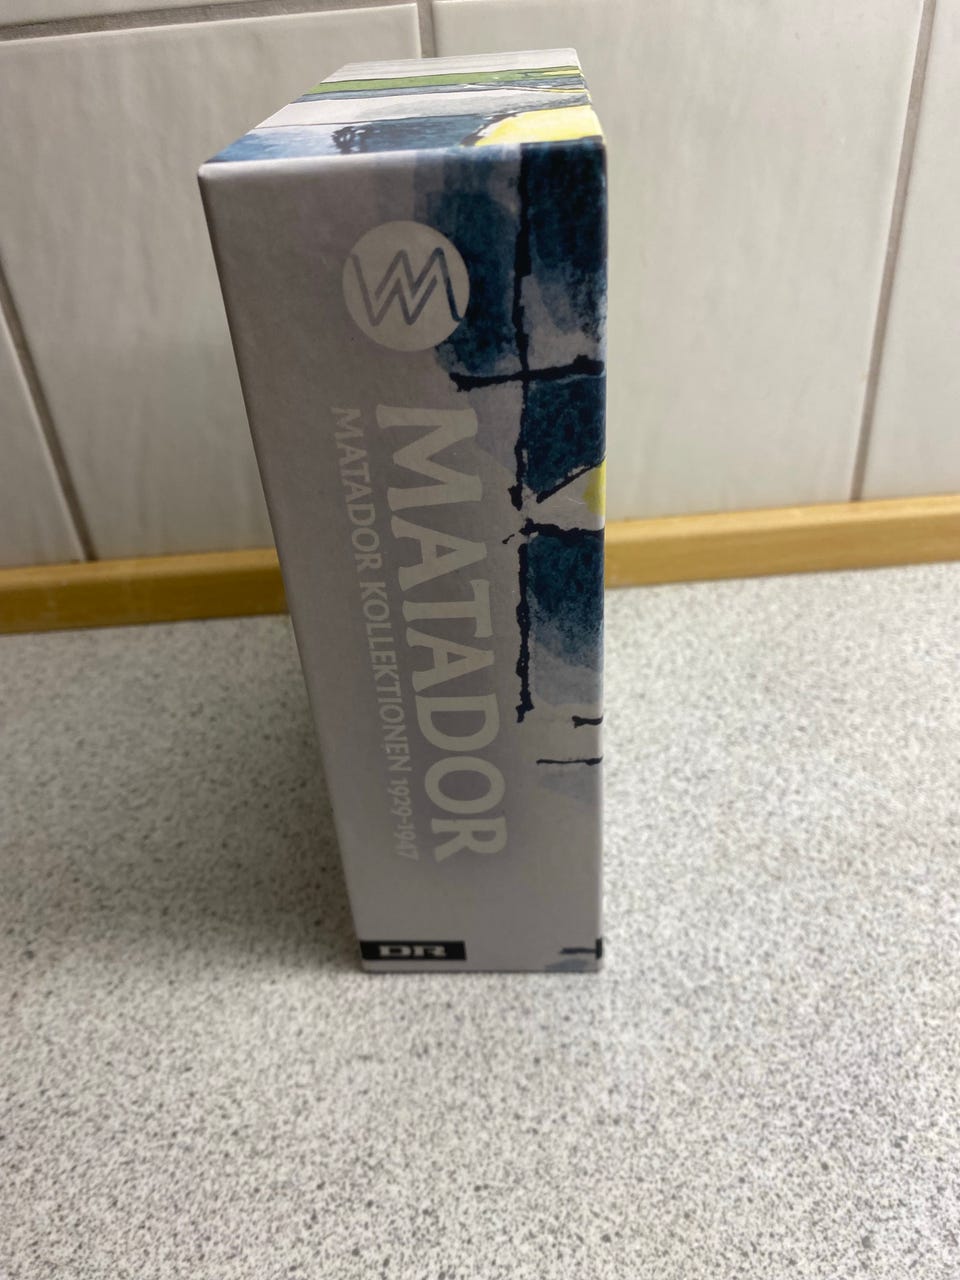 MATADOR
MATADOR KOLLEKTIONEN 1929-1947
DR